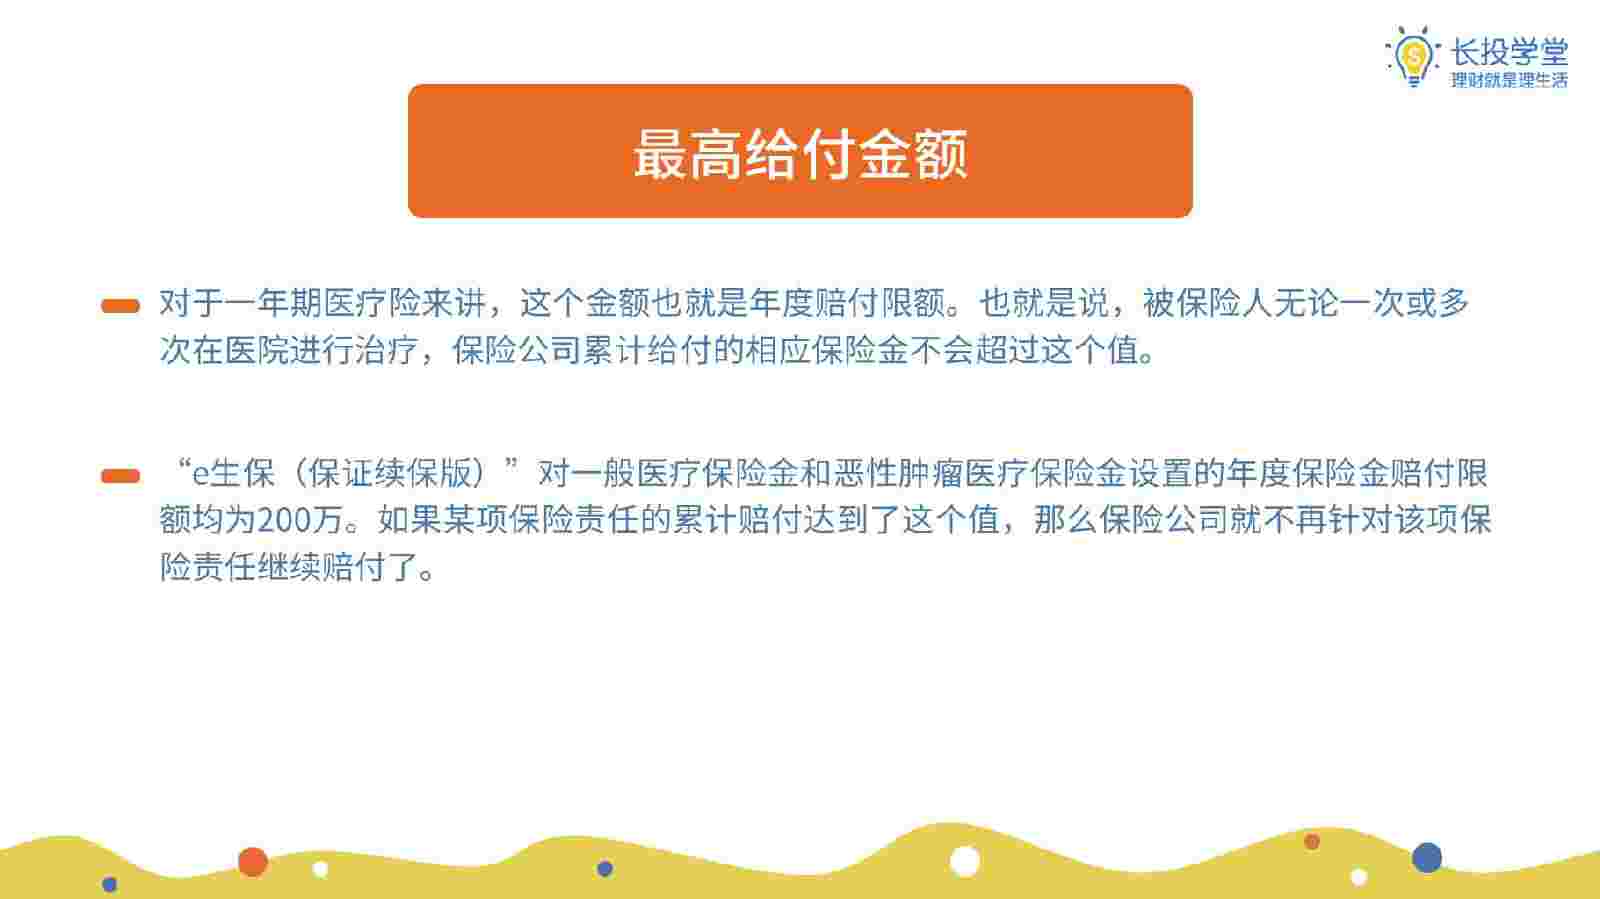 长投学堂
理财就是理生活
最高给付金额
对于一年期医疗险来讲，这个金额也就是年度赔付限额。也就是说，被保险人无论一次或多
次在医院进行治疗，保险公司累计给付的相应保险金不会超过这个值。
“e生保（保证续保版）”对一般医疗保险金和恶性肿瘤医疗保险金设置的年度保险金赔付限
额均为200万。如果某项保险责任的累计赔付达到了这个值，那么保险公司就不再针对该项保
险责任继续赔付了。